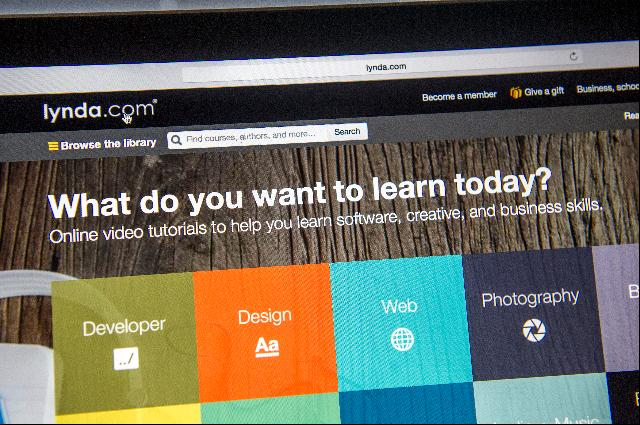 lynda.com
lynda.com®
Become a member
Give a gift
Business,
Browse the library
Find courses, authors, and more...
Search
What do you want to learn today?
Online video tutorials to help you learn software, creative, and business skills.
Developer
Design
Web
Photography
../
Aa
Music